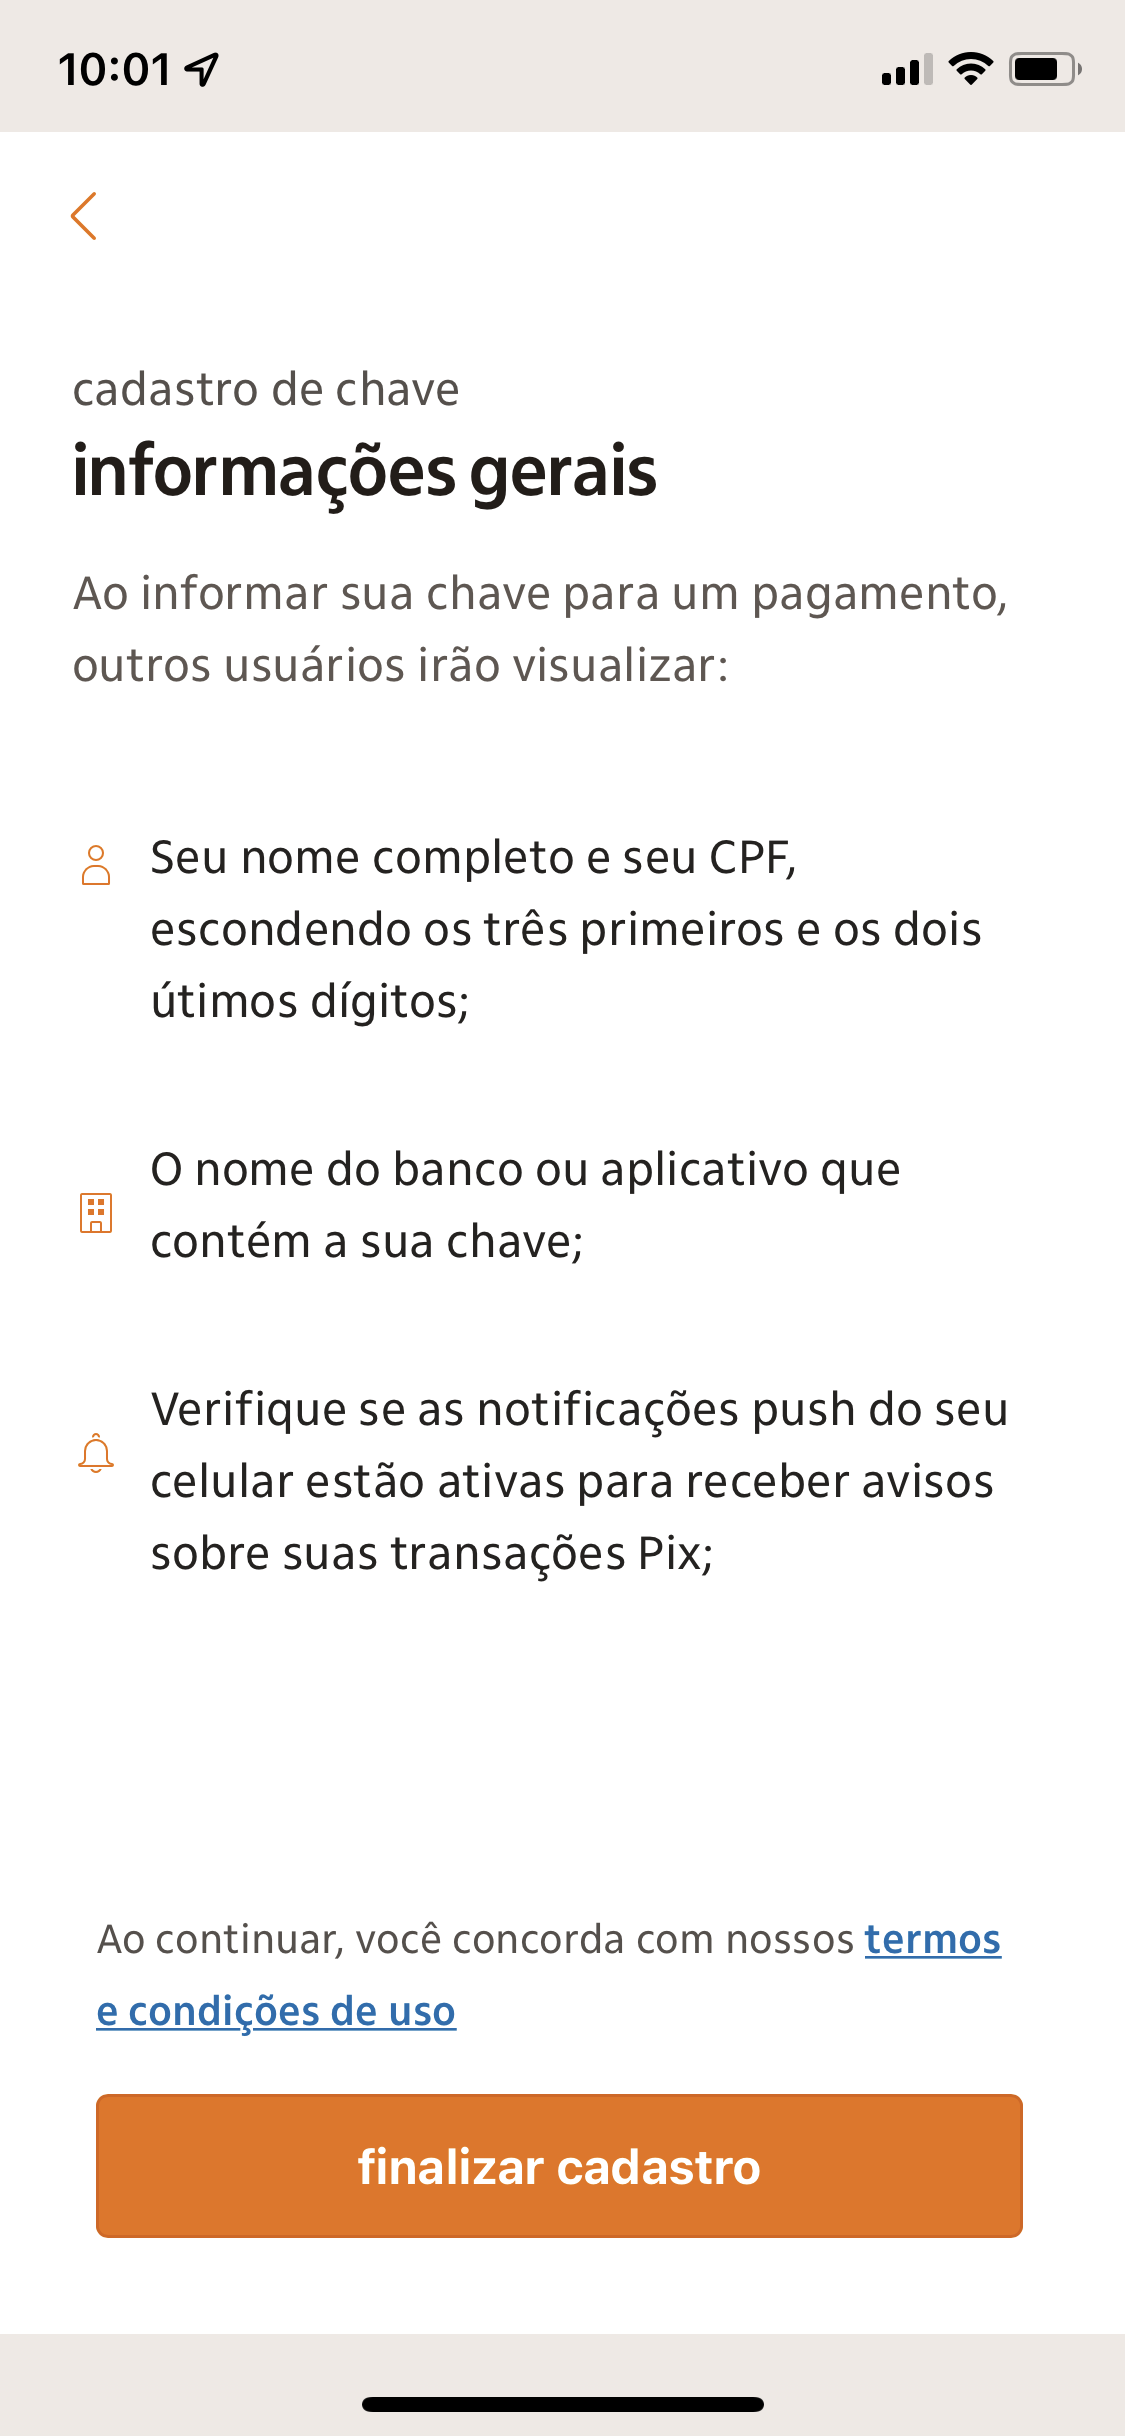 10:01
cadastro de chave
informações gerais
Ao informar sua chave para um pagamento,
outros usuários irão visualizar:
Seu nome completo e seu CPF,
escondendo os três primeiros e os dois
útimos dígitos;
O nome do banco ou aplicativo que
contém a sua chave;
Verifique se as notificações push do seu
celular estão ativas para receber avisos
sobre suas transações Pix;
Ao continuar, você concorda com nossos termos
e condições de uso
finalizar cadastro